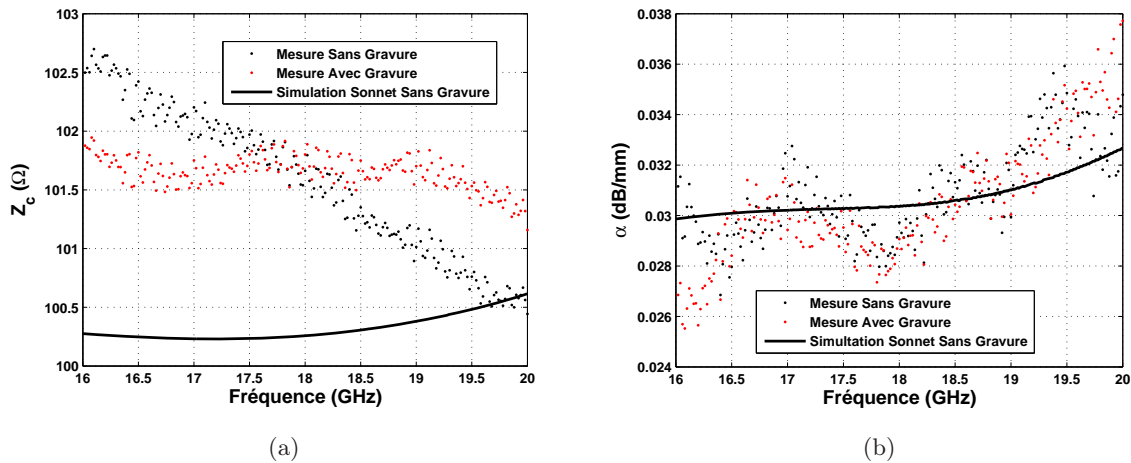 103
102.5
102
101.5
101
100.5
100
Z_c (Ω)
Mesure Sans Gravure
Mesure Avec Gravure
Simulation Sonnet Sans Gravure
16 16.5 17 17.5 18 18.5 19 19.5 20
Fréquence (GHz)
(a)
0.038
0.036
0.034
0.032
0.03
0.028
0.026
0.024
α (dB/mm)
Mesure Sans Gravure
Mesure Avec Gravure
Simultation Sonnet Sans Gravure
16 16.5 17 17.5 18 18.5 19 19.5 20
Fréquence (GHz)
(b)